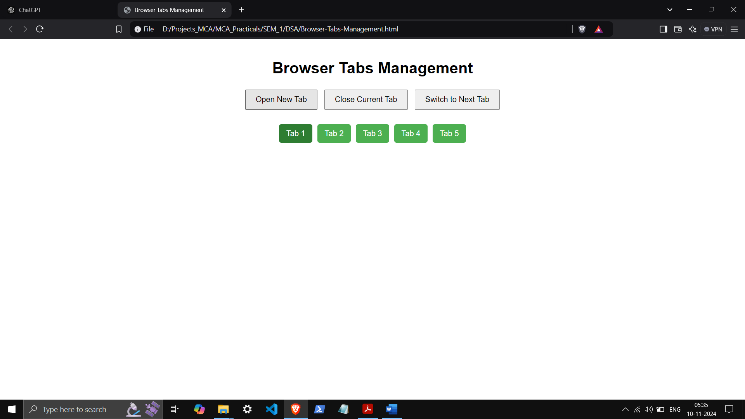 ChatGPT
Browser Tabs Management
File D:/Projects_MCA/MCA_Practicals/SEM_1/DSA/Browser-Tabs-Management.html
VPN
Browser Tabs Management
Open New Tab Close Current Tab Switch to Next Tab
Tab 1 Tab 2 Tab 3 Tab 4 Tab 5
Type here to search
ENG
05:35
10-11-2024